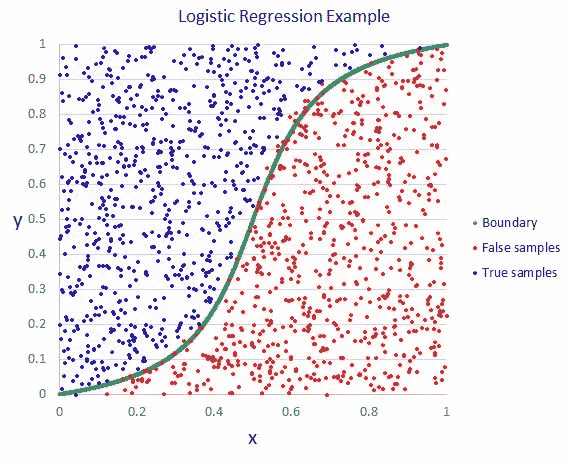 Logistic Regression Example
1
0.9
0.8
0.7
0.6
0.5
0.4
0.3
0.2
0.1
0
y
0 0.2 0.4 0.6 0.8 1
x
Boundary
False samples
True samples